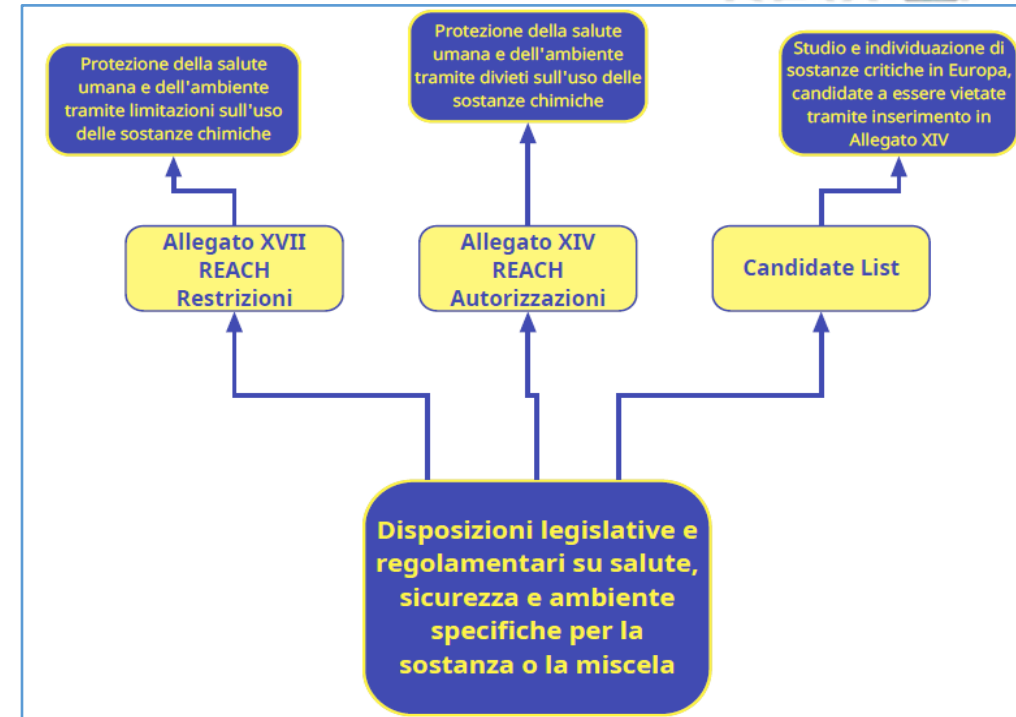 Protezione della salute
umana e dell'ambiente
tramite limitazioni sull'uso
delle sostanze chimiche
Protezione della salute
umana e dell'ambiente
tramite divieti sull'uso delle
sostanze chimiche
Studio e individuazione di
sostanze critiche in Europa,
candidate a essere vietate
tramite inserimento in
Allegato XIV
Allegato XVII
REACH
Restrizioni
Allegato XIV
REACH
Autorizzazioni
Candidate List
Disposizioni legislative e
regolamentari su salute,
sicurezza e ambiente
specifiche per la
sostanza o la miscela